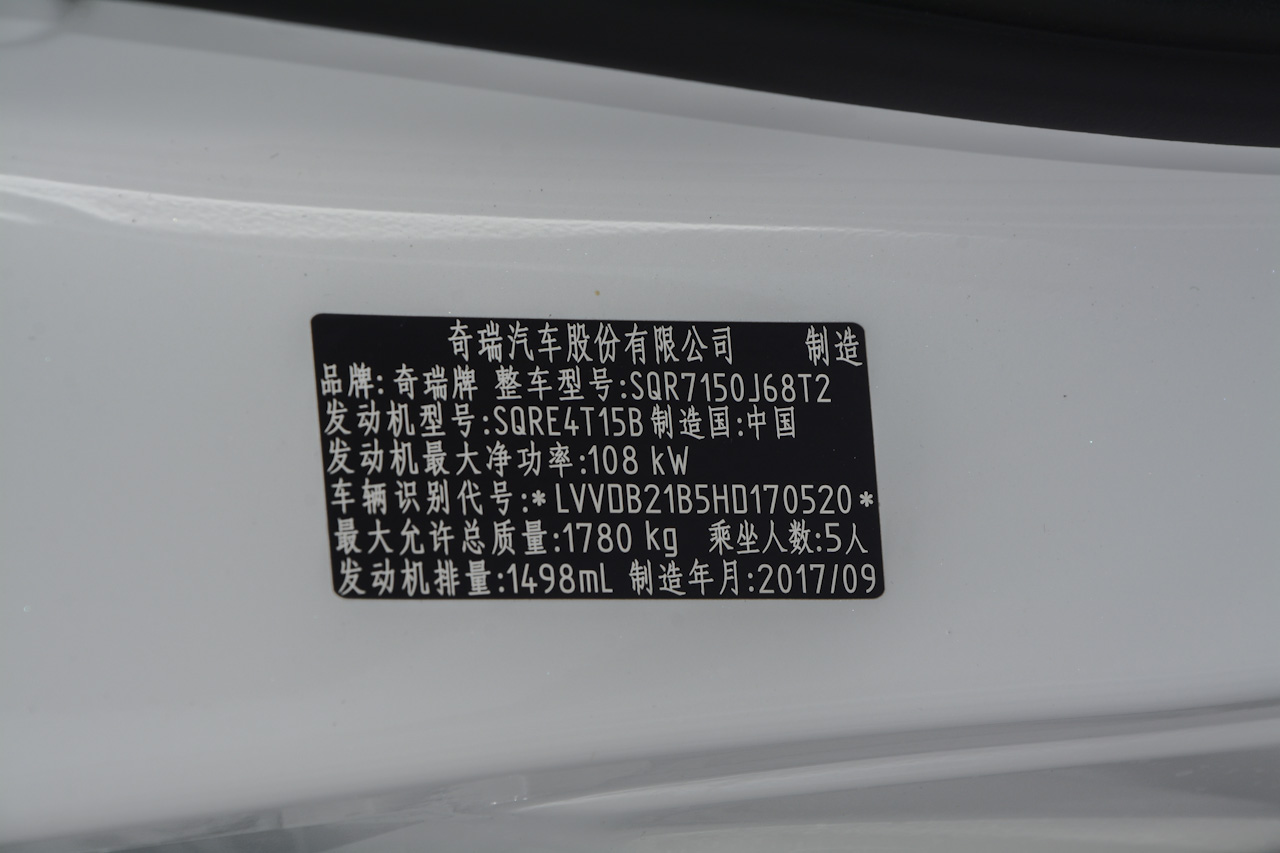 奇瑞汽车股份有限公司 制造
品牌: 奇瑞牌 整车型号:SQR7150J68T2
发动机型号:SQRE4T15B 制造国:中国
发动机最大净功率:108 kW
车辆识别代号:*LVVDB21B5HD170520*
最大允许总质量:1780 kg 乘坐人数:5人
发动机排量:1498mL 制造年月:2017/09